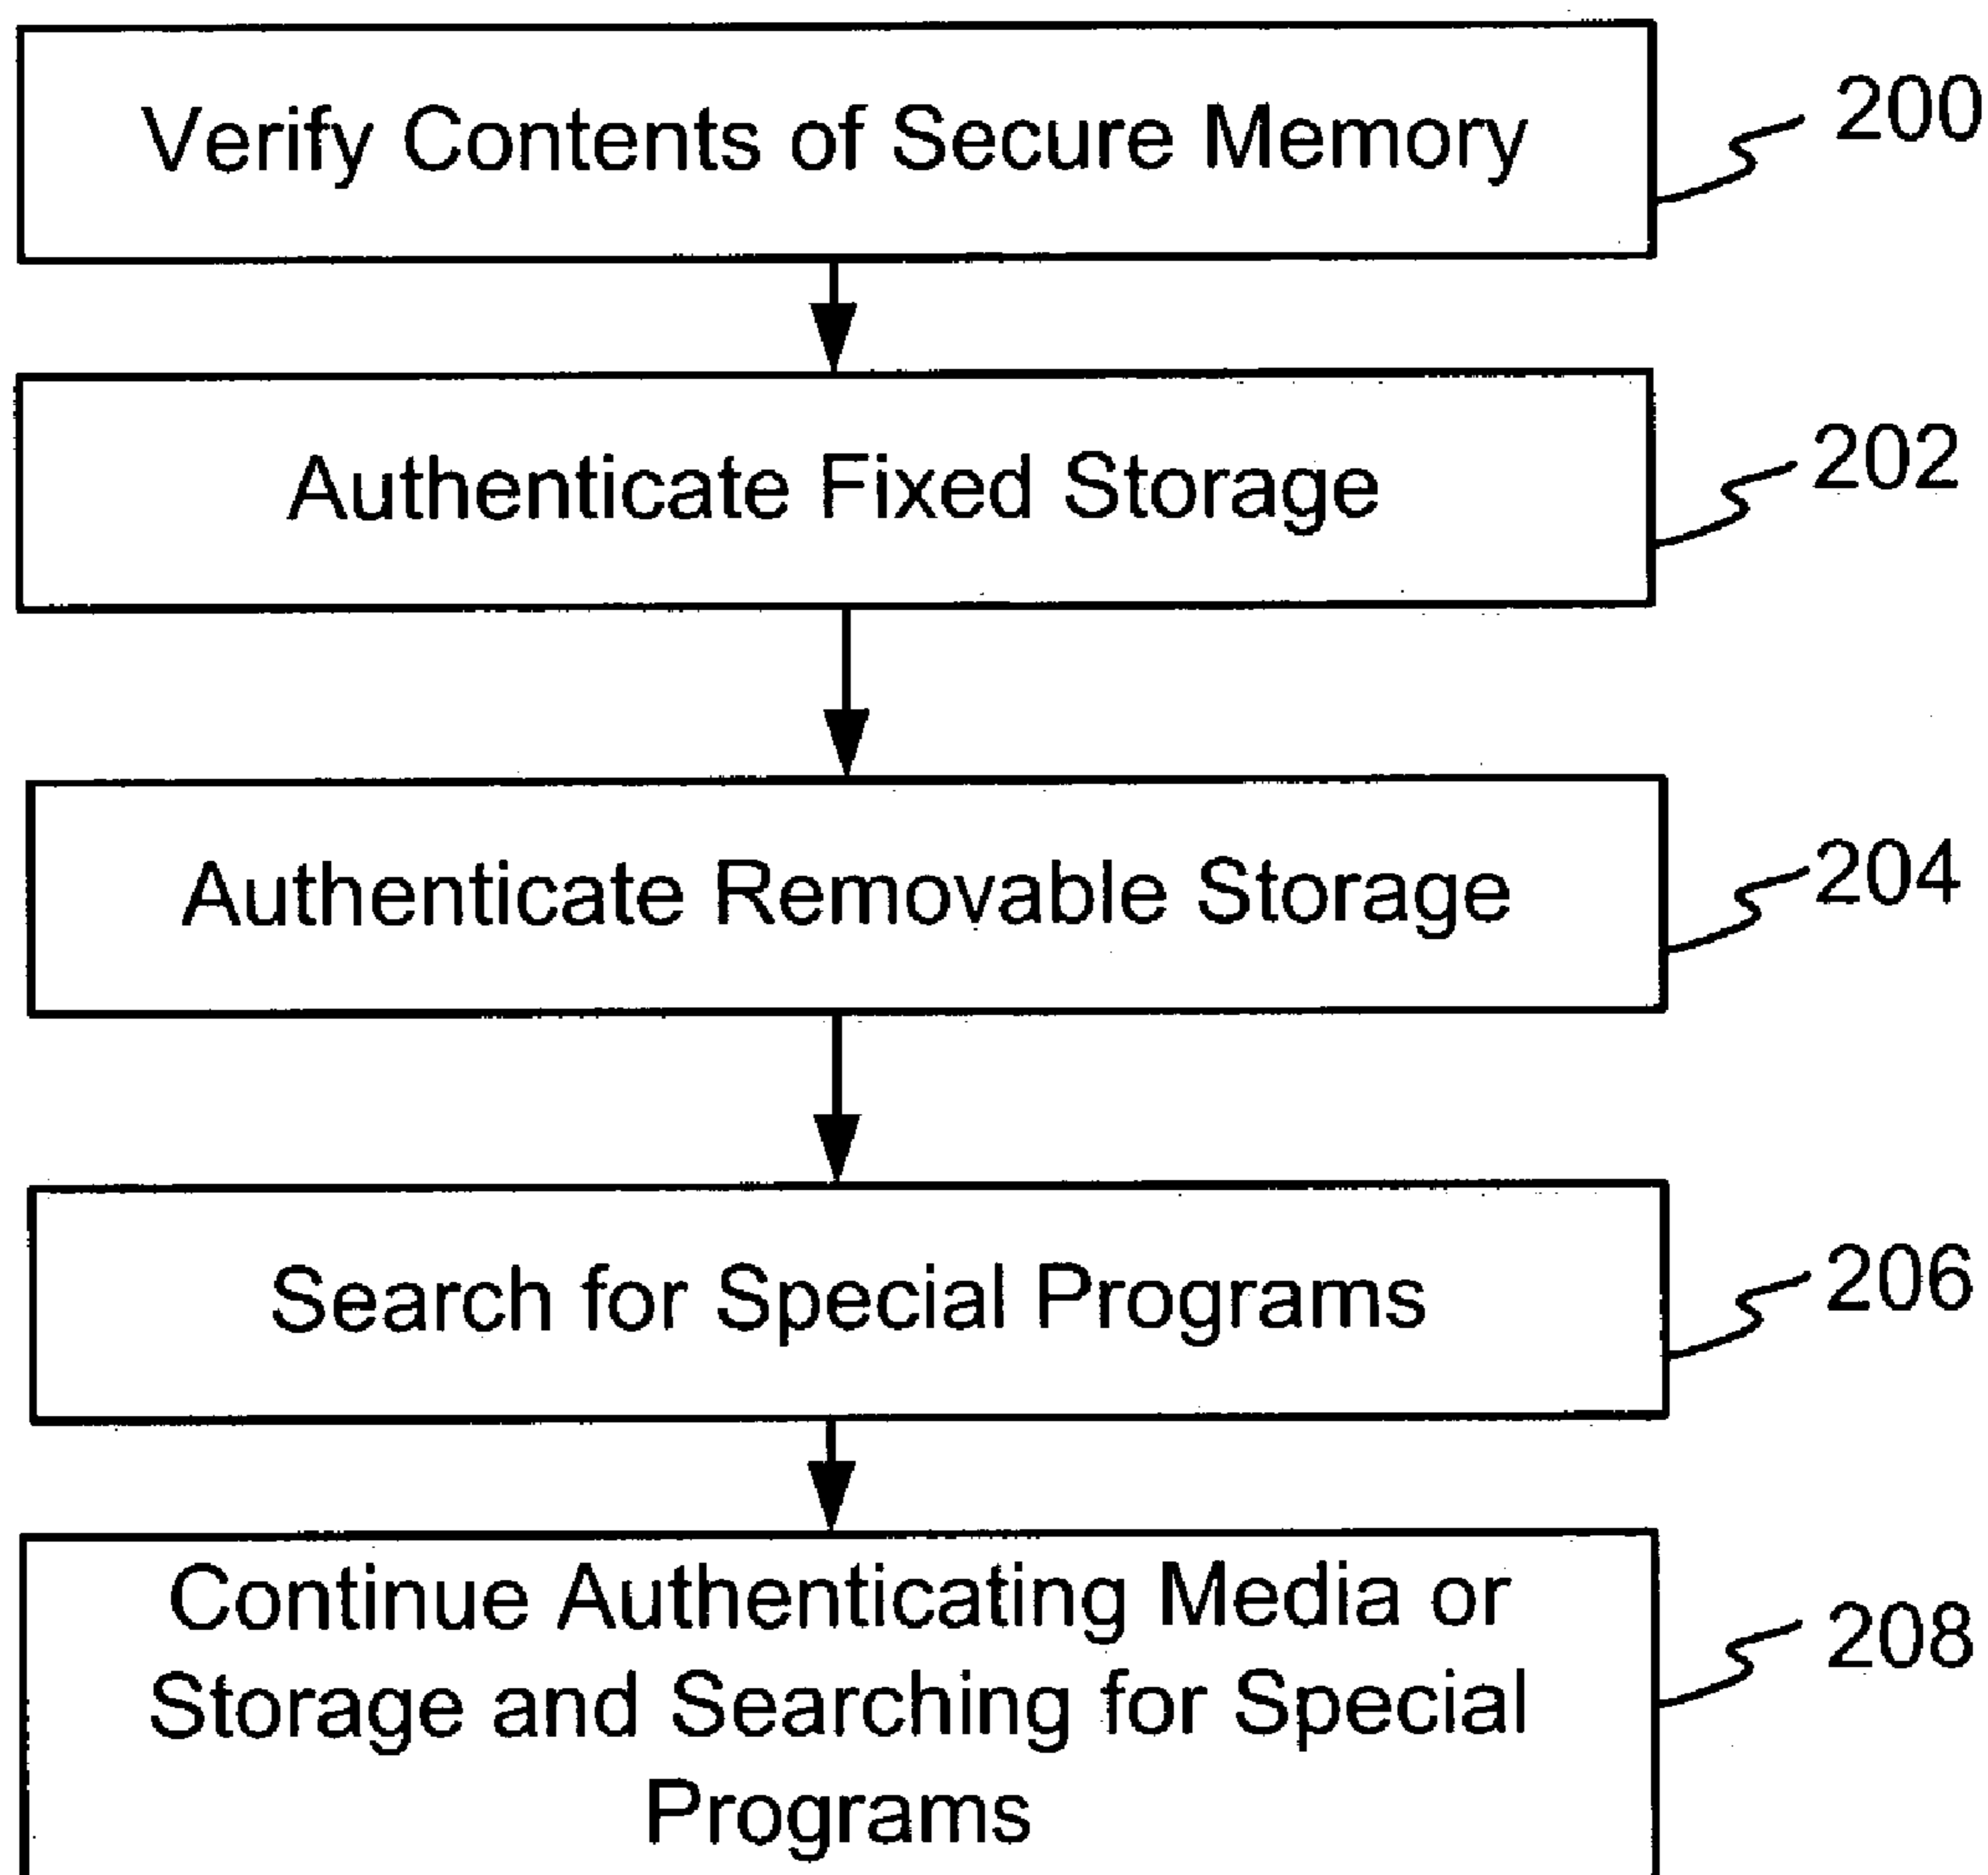 Verify Contents of Secure Memory
200
Authenticate Fixed Storage
202
Authenticate Removable Storage
204
Search for Special Programs
206
Continue Authenticating Media or
Storage and Searching for Special
Programs
208